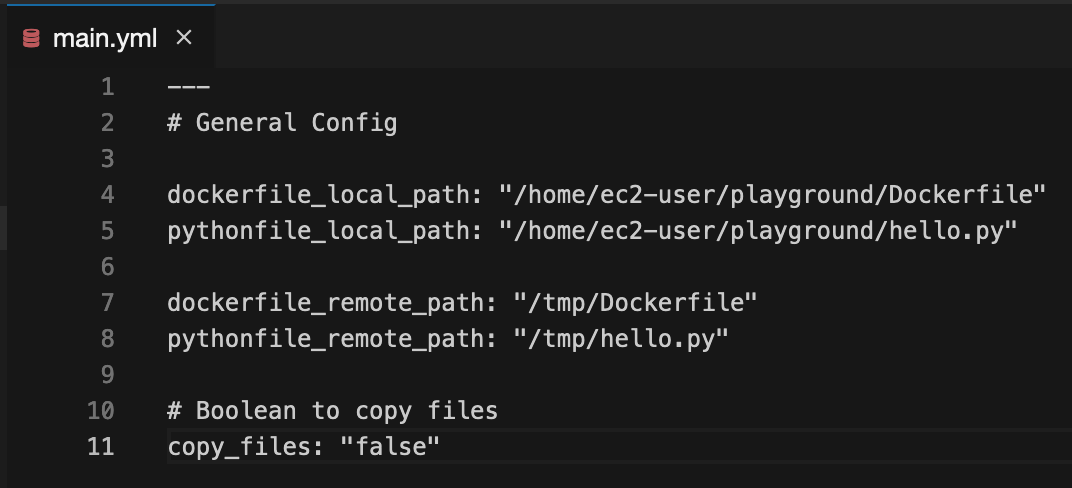 main.yml ×
1 ---
2 # General Config
3
4 dockerfile_local_path: "/home/ec2-user/playground/Dockerfile"
5 pythonfile_local_path: "/home/ec2-user/playground/hello.py"
6
7 dockerfile_remote_path: "/tmp/Dockerfile"
8 pythonfile_remote_path: "/tmp/hello.py"
9
10 # Boolean to copy files
11 copy_files: "false"